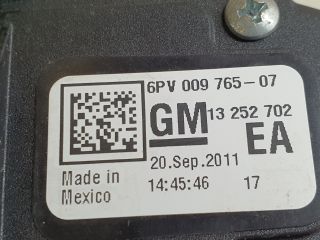 6PV 009 765-07
GM 13 252 702
EA
20.Sep.2011
Made in
Mexico
14:45:46 17